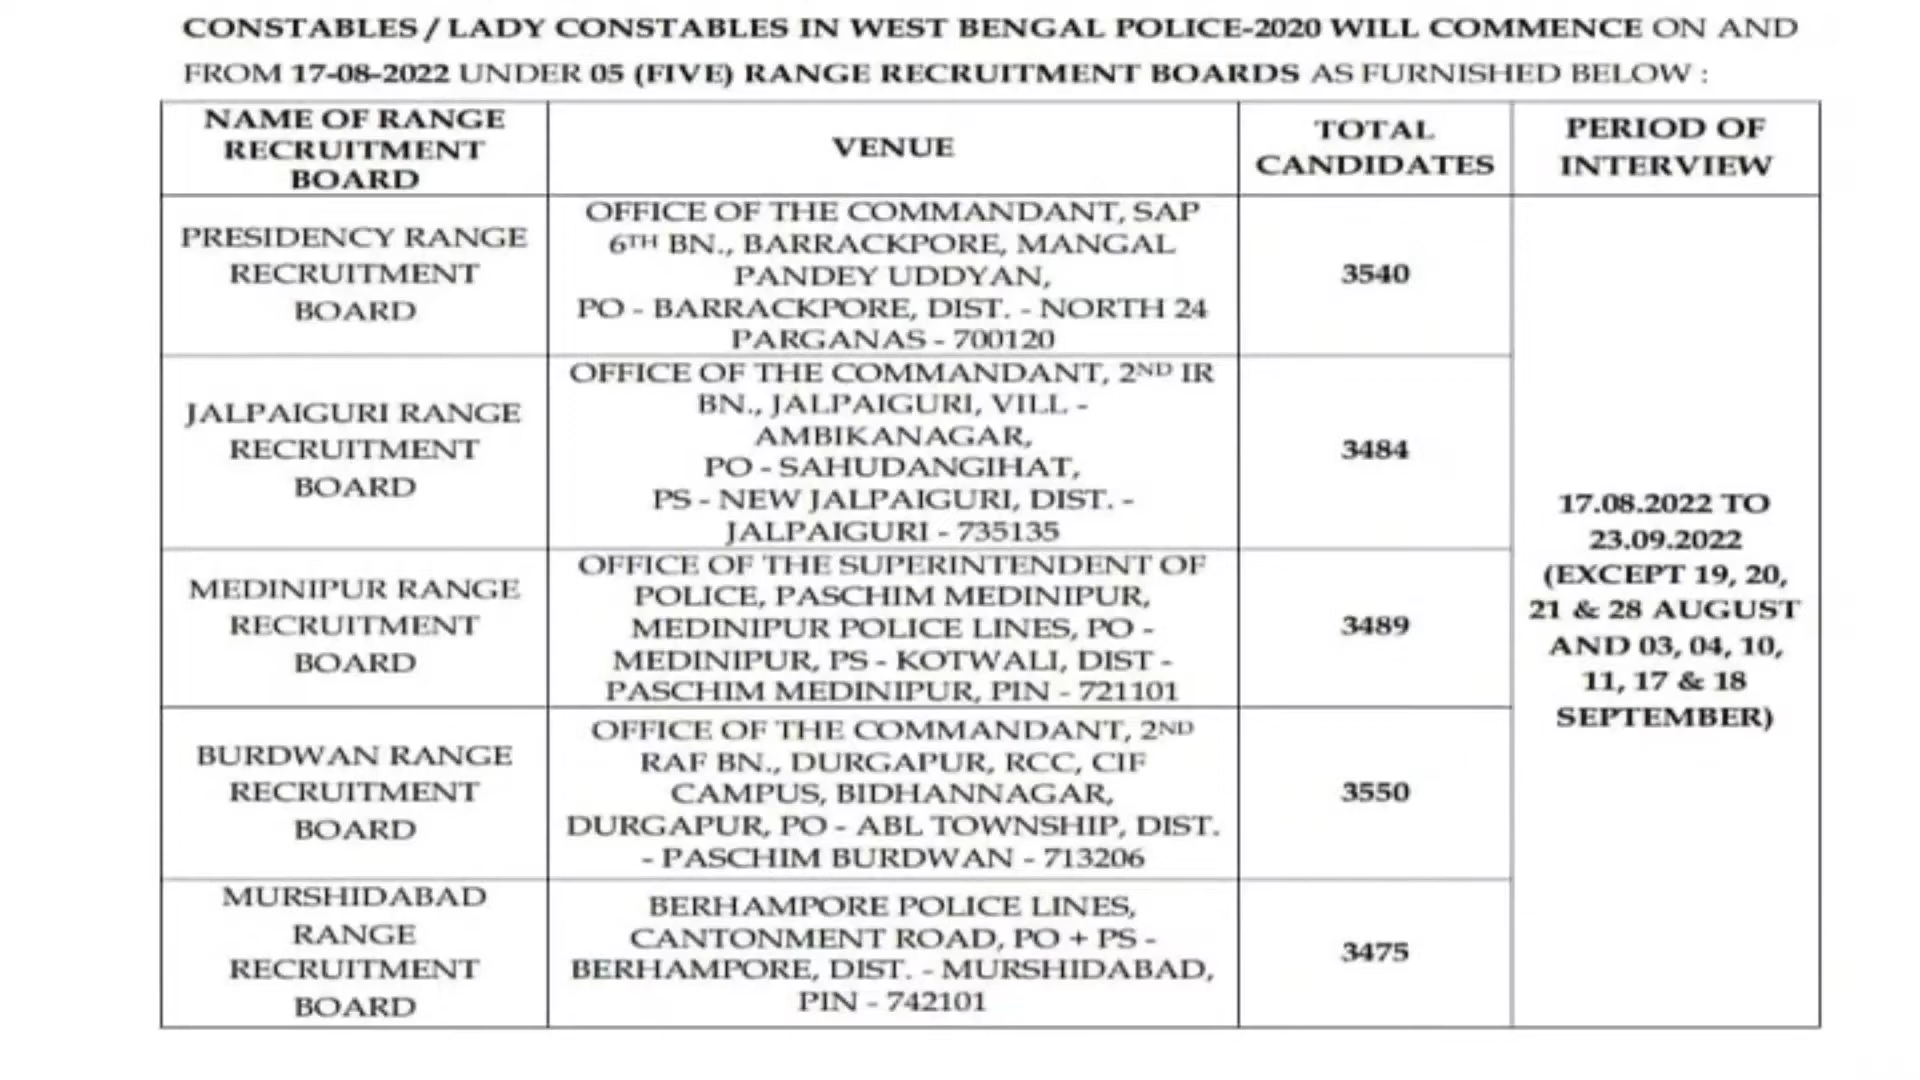 CONSTABLES / LADY CONSTABLES IN WEST BENGAL POLICE-2020 WILL COMMENCE ON AND
FROM 17-08-2022 UNDER 05 (FIVE) RANGE RECRUITMENT BOARDS AS FURNISHED BELOW :
NAME OF RANGE
RECRUITMENT
BOARD
VENUE
TOTAL
CANDIDATES
PERIOD OF
INTERVIEW
PRESIDENCY RANGE
RECRUITMENT
BOARD
OFFICE OF THE COMMANDANT, SAP
6TH BN., BARRACKPORE, MANGAL
PANDEY UDDYAN,
PO - BARRACKPORE, DIST. - NORTH 24
PARGANAS - 700120
3540
JALPAIGURI RANGE
RECRUITMENT
BOARD
OFFICE OF THE COMMANDANT, 2ND IR
BN., JALPAIGURI, VILL -
AMBIKANAGAR,
PO - SAHUDANGIHAT,
PS - NEW JALPAIGURI, DIST. -
JALPAIGURI - 735135
3484
MEDINIPUR RANGE
RECRUITMENT
BOARD
OFFICE OF THE SUPERINTENDENT OF
POLICE, PASCHIM MEDINIPUR,
MEDINIPUR POLICE LINES, PO -
MEDINIPUR, PS - KOTWALI, DIST -
PASCHIM MEDINIPUR, PIN - 721101
3489
BURDWAN RANGE
RECRUITMENT
BOARD
OFFICE OF THE COMMANDANT, 2ND
RAF BN., DURGAPUR, RCC, CIF
CAMPUS, BIDHANNAGAR,
DURGAPUR, PO - ABL TOWNSHIP, DIST.
- PASCHIM BURDWAN - 713206
3550
MURSHIDABAD
RANGE
RECRUITMENT
BOARD
BERHAMPORE POLICE LINES,
CANTONMENT ROAD, PO + PS -
BERHAMPORE, DIST. - MURSHIDABAD,
PIN - 742101
3475
17.08.2022 TO
23.09.2022
(EXCEPT 19, 20,
21 & 28 AUGUST
AND 03, 04, 10,
11, 17 & 18
SEPTEMBER)